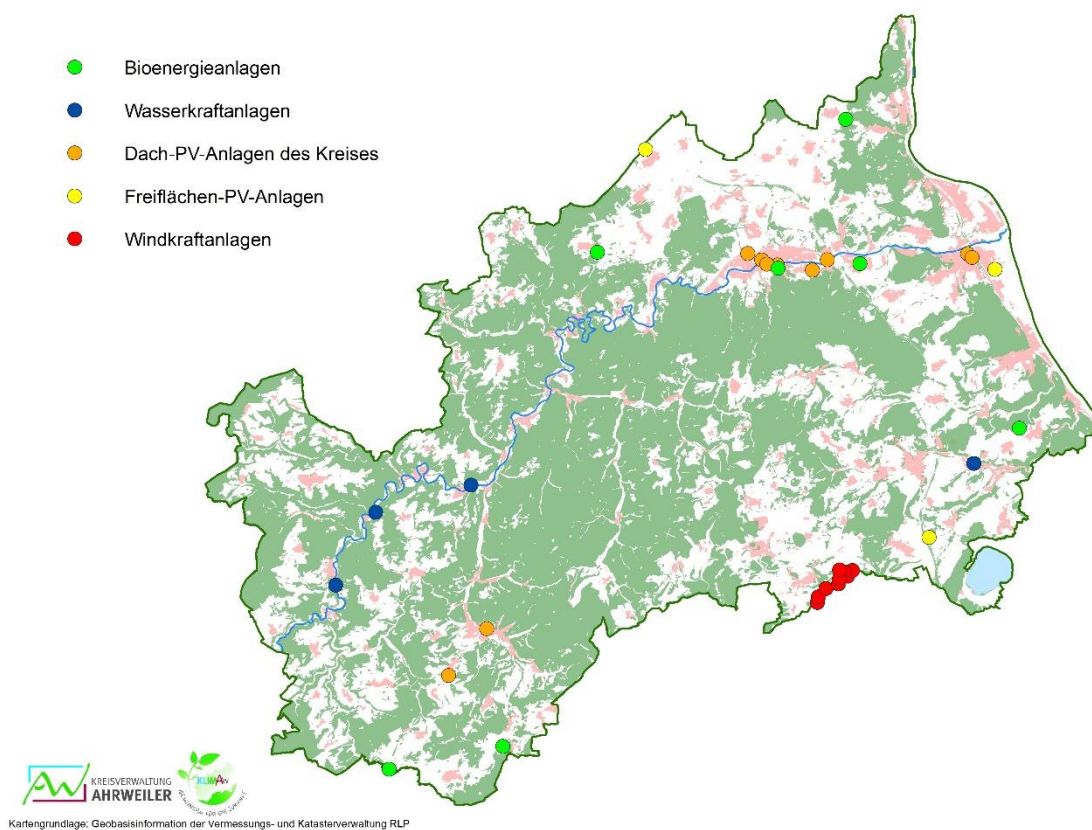 Bioenergieanlagen
Wasserkraftanlagen
Dach-PV-Anlagen des Kreises
Freiflächen-PV-Anlagen
Windkraftanlagen
KREISVERWALTUNG
AHRWEILER
Kartengrundlage: Geobasisinformation der Vermessungs- und Katasterverwaltung RLP